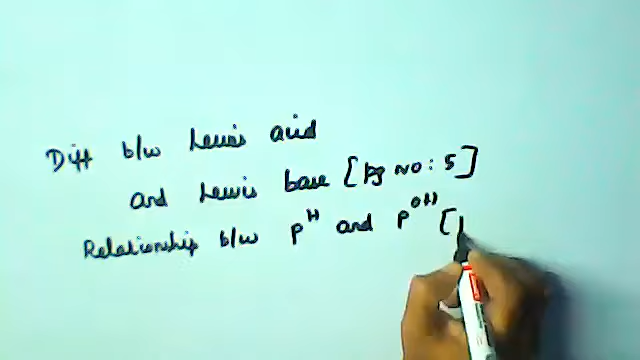 Diff b/w Lewis acid
and Lewis base [Pg no: 5]
Relationship b/w pH and pOH [